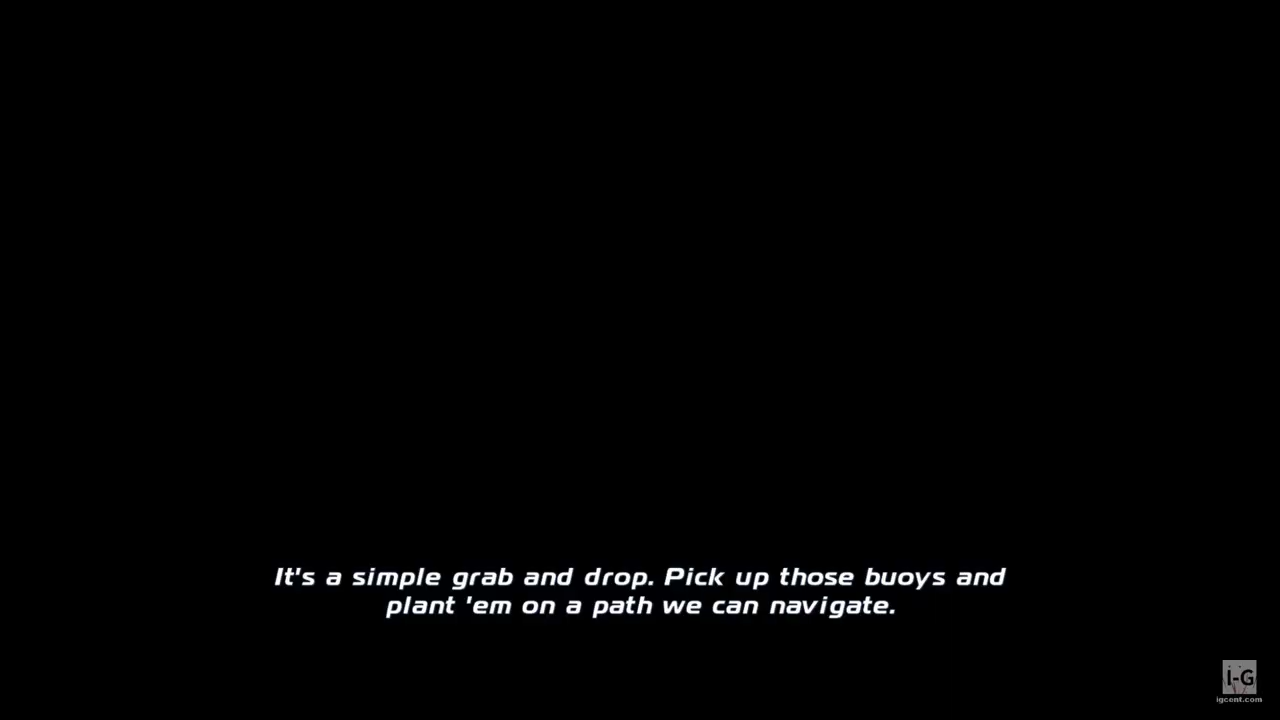 It's a simple grab and drop. Pick up those buoys and
plant 'em on a path we can navigate.
i-G
igcent.com